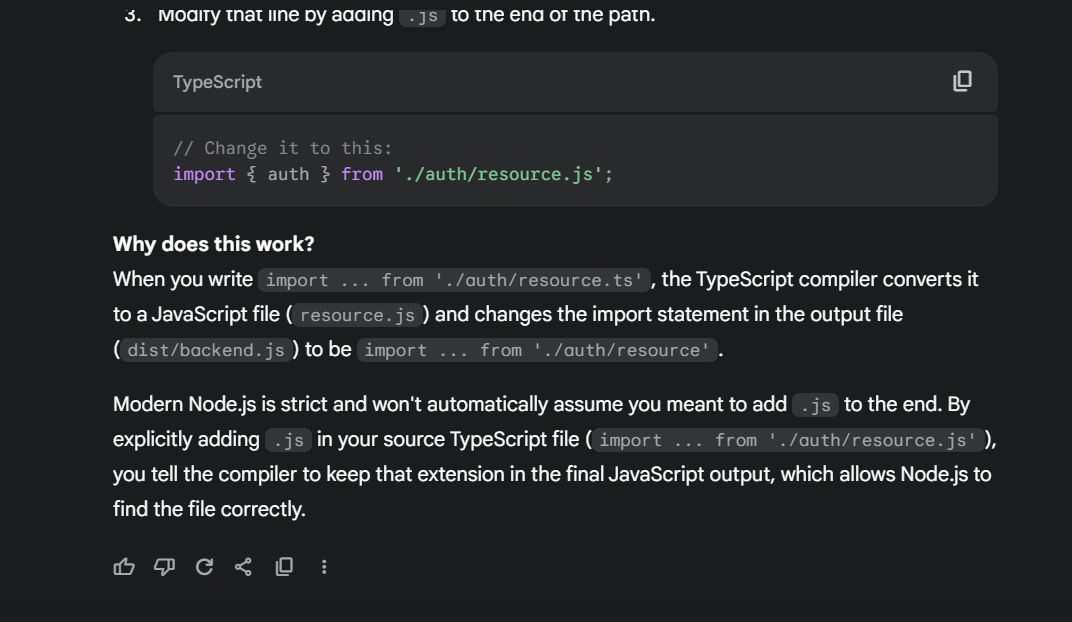 3. Modify that line by adding .js to the end of the path.
TypeScript
// Change it to this:
import { auth } from './auth/resource.js';
Why does this work?
When you write import ... from './auth/resource.ts', the TypeScript compiler converts it
to a JavaScript file (resource.js) and changes the import statement in the output file
(dist/backend.js) to be import ... from './auth/resource'.
Modern Node.js is strict and won't automatically assume you meant to add .js to the end. By
explicitly adding .js in your source TypeScript file (import ... from './auth/resource.js'),
you tell the compiler to keep that extension in the final JavaScript output, which allows Node.js to
find the file correctly.